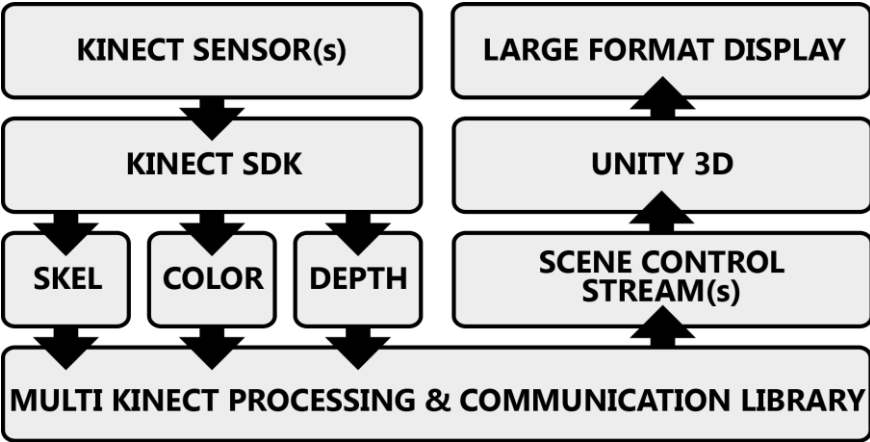 KINECT SENSOR(s)
LARGE FORMAT DISPLAY
KINECT SDK
UNITY 3D
SKEL
COLOR
DEPTH
SCENE CONTROL
STREAM(s)
MULTI KINECT PROCESSING & COMMUNICATION LIBRARY